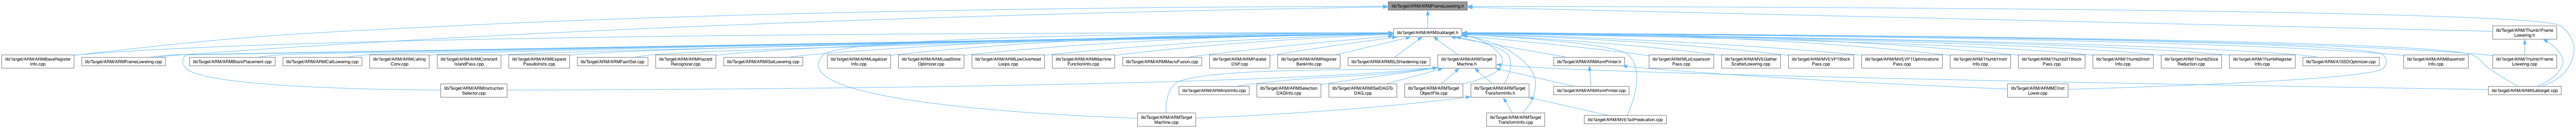 lib/Target/ARM/ARMFrameLowering.h
lib/Target/ARM/ARMSubtarget.h
lib/Target/ARM/Thumb1Frame
Lowering.h
lib/Target/ARM/ARMBaseRegister
Info.cpp
lib/Target/ARM/ARMFrameLowering.cpp
lib/Target/ARM/ARMBlockPlacement.cpp
lib/Target/ARM/ARMCallLowering.cpp
lib/Target/ARM/ARMCalling
Conv.cpp
lib/Target/ARM/ARMConstant
IslandPass.cpp
lib/Target/ARM/ARMExpand
PseudoInsts.cpp
lib/Target/ARM/ARMFastISel.cpp
lib/Target/ARM/ARMHazard
Recognizer.cpp
lib/Target/ARM/ARMISelLowering.cpp
lib/Target/ARM/ARMLegalizer
Info.cpp
lib/Target/ARM/ARMLoadStore
Optimizer.cpp
lib/Target/ARM/ARMLowOverhead
Loops.cpp
lib/Target/ARM/ARMMachine
FunctionInfo.cpp
lib/Target/ARM/ARMMacroFusion.cpp
lib/Target/ARM/ARMParallel
DSP.cpp
lib/Target/ARM/ARMRegister
BankInfo.cpp
lib/Target/ARM/ARMSLSHardening.cpp
lib/Target/ARM/ARMTarget
Machine.h
lib/Target/ARM/ARMAsmPrinter.h
lib/Target/ARM/MLxExpansion
Pass.cpp
lib/Target/ARM/MVEGather
ScatterLowering.cpp
lib/Target/ARM/MVEVPTBlock
Pass.cpp
lib/Target/ARM/MVEVPTOptimisations
Pass.cpp
lib/Target/ARM/Thumb1Instr
Info.cpp
lib/Target/ARM/Thumb2ITBlock
Pass.cpp
lib/Target/ARM/Thumb2Instr
Info.cpp
lib/Target/ARM/Thumb2Size
Reduction.cpp
lib/Target/ARM/ThumbRegister
Info.cpp
lib/Target/ARM/A15SDOptimizer.cpp
lib/Target/ARM/ARMBaseInstr
Info.cpp
lib/Target/ARM/Thumb1Frame
Lowering.cpp
lib/Target/ARM/ARMInstruction
Selector.cpp
lib/Target/ARM/ARMInstrInfo.cpp
lib/Target/ARM/ARMSelection
DAGInfo.cpp
lib/Target/ARM/ARMISelDAGTo
DAG.cpp
lib/Target/ARM/ARMTarget
ObjectFile.cpp
lib/Target/ARM/ARMTarget
TransformInfo.h
lib/Target/ARM/ARMAsmPrinter.cpp
lib/Target/ARM/ARMMCInst
Lower.cpp
lib/Target/ARM/ARMSubtarget.cpp
lib/Target/ARM/ARMTarget
Machine.cpp
lib/Target/ARM/ARMTarget
TransformInfo.cpp
lib/Target/ARM/MVETailPredication.cpp